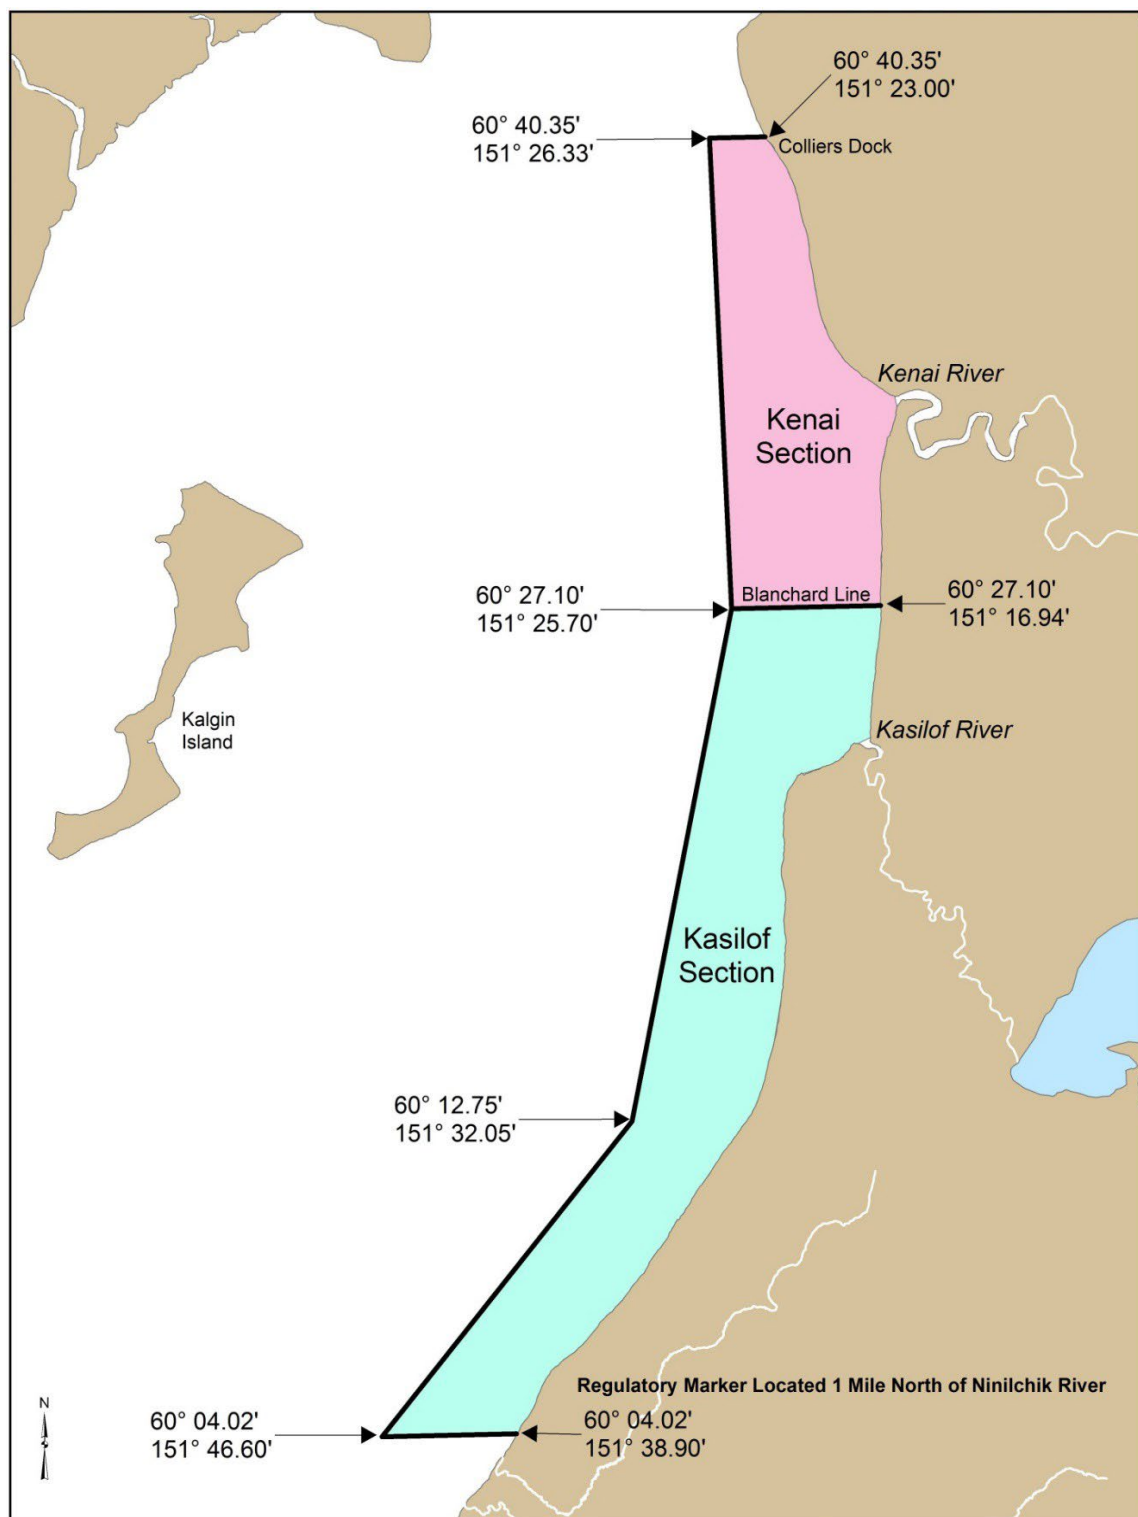 60° 40.35'
151° 23.00'
60° 40.35'
151° 26.33'
Colliers Dock
Kenai River
Kenai
Section
60° 27.10'
151° 25.70'
Blanchard Line
60° 27.10'
151° 16.94'
Kalgin
Island
Kasilof River
Kasilof
Section
60° 12.75'
151° 32.05'
Regulatory Marker Located 1 Mile North of Ninilchik River
N
60° 04.02'
151° 46.60'
60° 04.02'
151° 38.90'